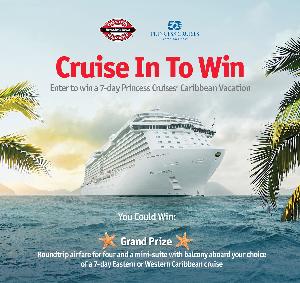 PRINCESS CRUISES
Cruise In To Win
Enter to win a 7-day Princess Cruises® Caribbean Vacation
You Could Win:
Grand Prize
Roundtrip airfare for four and a mini-suite with balcony aboard your choice
of a 7-day Eastern or Western Caribbean cruise